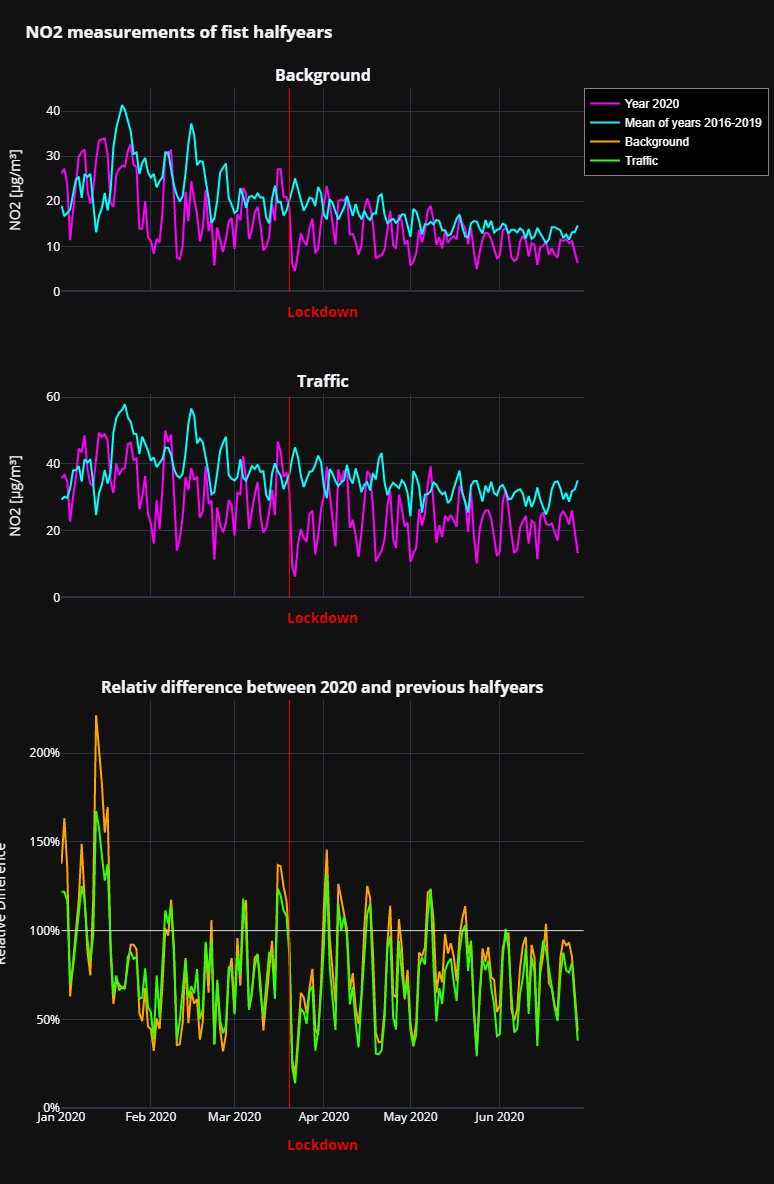 NO2 measurements of fist halfyears
Background
40
30
20
10
0
NO2 [µg/m³]
Year 2020
Mean of years 2016-2019
Background
Traffic
Lockdown
Traffic
60
40
20
0
NO2 [µg/m³]
Lockdown
Relativ difference between 2020 and previous halfyears
200%
150%
100%
50%
0%
Relative Difference
Jan 2020 Feb 2020 Mar 2020 Apr 2020 May 2020 Jun 2020
Lockdown